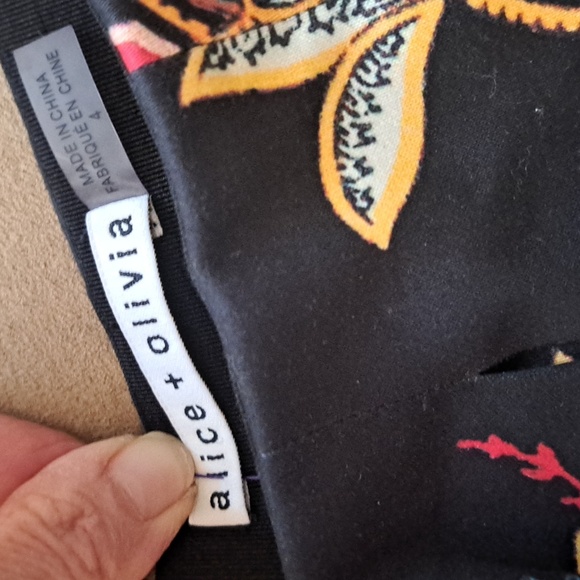 MADE IN CHINA
FABRIQUÉ EN CHINE
4
alice + olivia